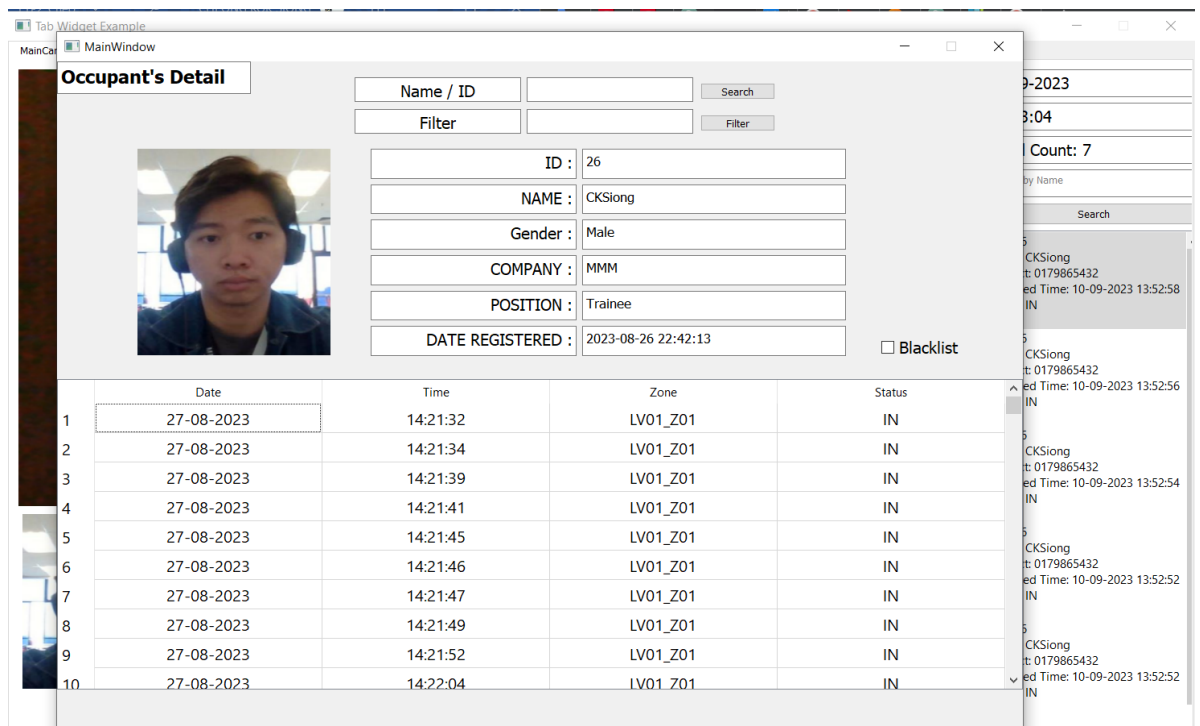 Tab Widget Example
MainWindow
Occupant's Detail
Name / ID
Search
Filter
Filter
ID :
26
NAME :
CKSiong
Gender :
Male
COMPANY :
MMM
POSITION :
Trainee
DATE REGISTERED :
2023-08-26 22:42:13
Blacklist
Date Time Zone Status
1 27-08-2023 14:21:32 LV01_Z01 IN
2 27-08-2023 14:21:34 LV01_Z01 IN
3 27-08-2023 14:21:39 LV01_Z01 IN
4 27-08-2023 14:21:41 LV01_Z01 IN
5 27-08-2023 14:21:45 LV01_Z01 IN
6 27-08-2023 14:21:46 LV01_Z01 IN
7 27-08-2023 14:21:47 LV01_Z01 IN
8 27-08-2023 14:21:49 LV01_Z01 IN
9 27-08-2023 14:21:52 LV01_Z01 IN
10 27-08-2023 14:22:04 LV01_Z01 IN
-2023
:04
Count: 7
by Name
Search
CKSiong
0179865432
Time: 10-09-2023 13:52:58
IN
CKSiong
0179865432
Time: 10-09-2023 13:52:56
IN
CKSiong
0179865432
Time: 10-09-2023 13:52:54
IN
CKSiong
0179865432
Time: 10-09-2023 13:52:52
IN
CKSiong
0179865432
Time: 10-09-2023 13:52:52
IN